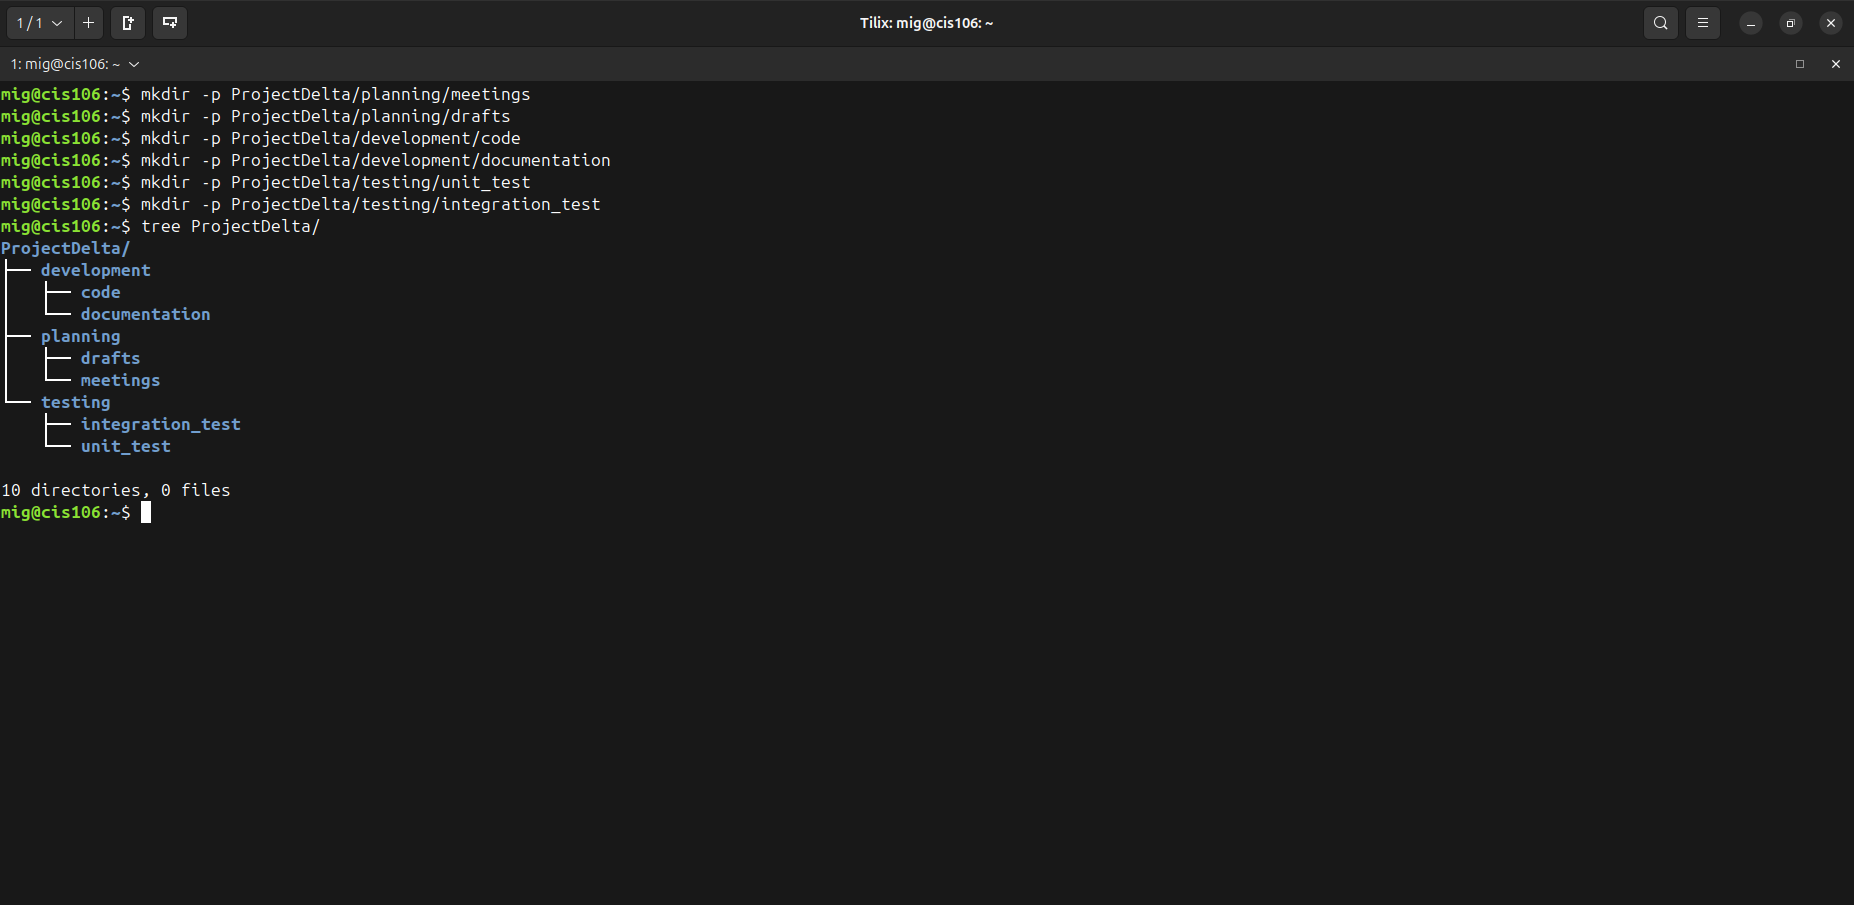 1 / 1
Tilix: mig@cis106: ~
1: mig@cis106: ~
mig@cis106:~$ mkdir -p ProjectDelta/planning/meetings
mig@cis106:~$ mkdir -p ProjectDelta/planning/drafts
mig@cis106:~$ mkdir -p ProjectDelta/development/code
mig@cis106:~$ mkdir -p ProjectDelta/development/documentation
mig@cis106:~$ mkdir -p ProjectDelta/testing/unit_test
mig@cis106:~$ mkdir -p ProjectDelta/testing/integration_test
mig@cis106:~$ tree ProjectDelta/
ProjectDelta/
├── development
│   ├── code
│   └── documentation
├── planning
│   ├── drafts
│   └── meetings
└── testing
    ├── integration_test
    └── unit_test
10 directories, 0 files
mig@cis106:~$